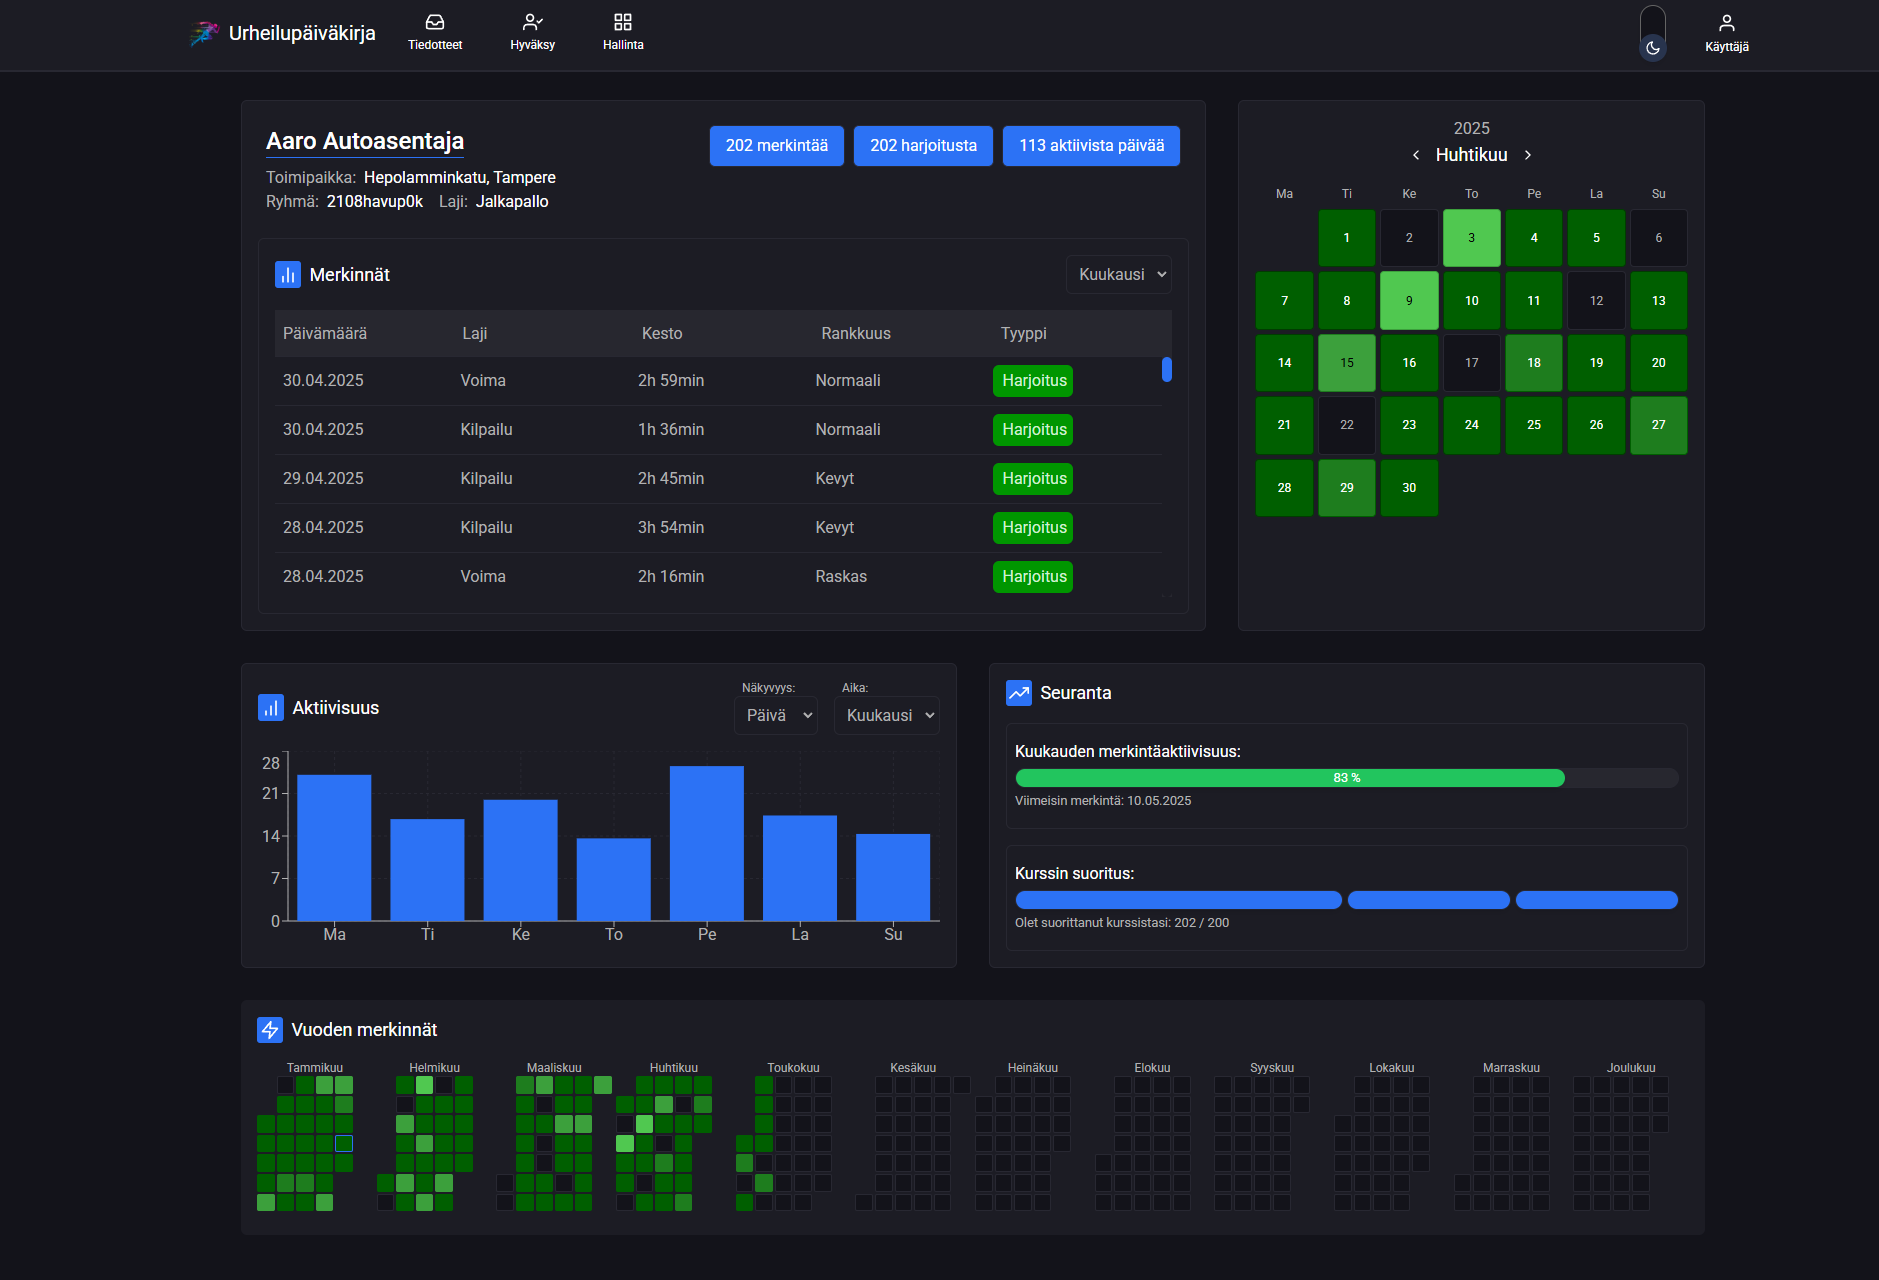 Urheilupäiväkirja
Tiedotteet
Hyväksy
Hallinta
Käyttäjä
Aaro Autoasentaja
202 merkintää
202 harjoitusta
113 aktiivista päivää
Toimipaikka: Hepolamminkatu, Tampere
Ryhmä: 2108havup0k Laji: Jalkapallo
Merkinnät
Kuukausi
Päivämäärä Laji Kesto Rankkuus Tyyppi
30.04.2025 Voima 2h 59min Normaali Harjoitus
30.04.2025 Kilpailu 1h 36min Normaali Harjoitus
29.04.2025 Kilpailu 2h 45min Kevyt Harjoitus
28.04.2025 Kilpailu 3h 54min Kevyt Harjoitus
28.04.2025 Voima 2h 16min Raskas Harjoitus
2025
Huhtikuu
Ma Ti Ke To Pe La Su
1 2 3 4 5 6
7 8 9 10 11 12 13
14 15 16 17 18 19 20
21 22 23 24 25 26 27
28 29 30
Aktiivisuus
Näkyvyys:
Päivä
Aika:
Kuukausi
28
21
14
7
0
Ma Ti Ke To Pe La Su
Seuranta
Kuukauden merkintäaktiivisuus:
83 %
Viimeisin merkintä: 10.05.2025
Kurssin suoritus:
Olet suorittanut kurssistasi: 202 / 200
Vuoden merkinnät
Tammikuu Helmikuu Maaliskuu Huhtikuu Toukokuu Kesäkuu Heinäkuu Elokuu Syyskuu Lokakuu Marraskuu Joulukuu